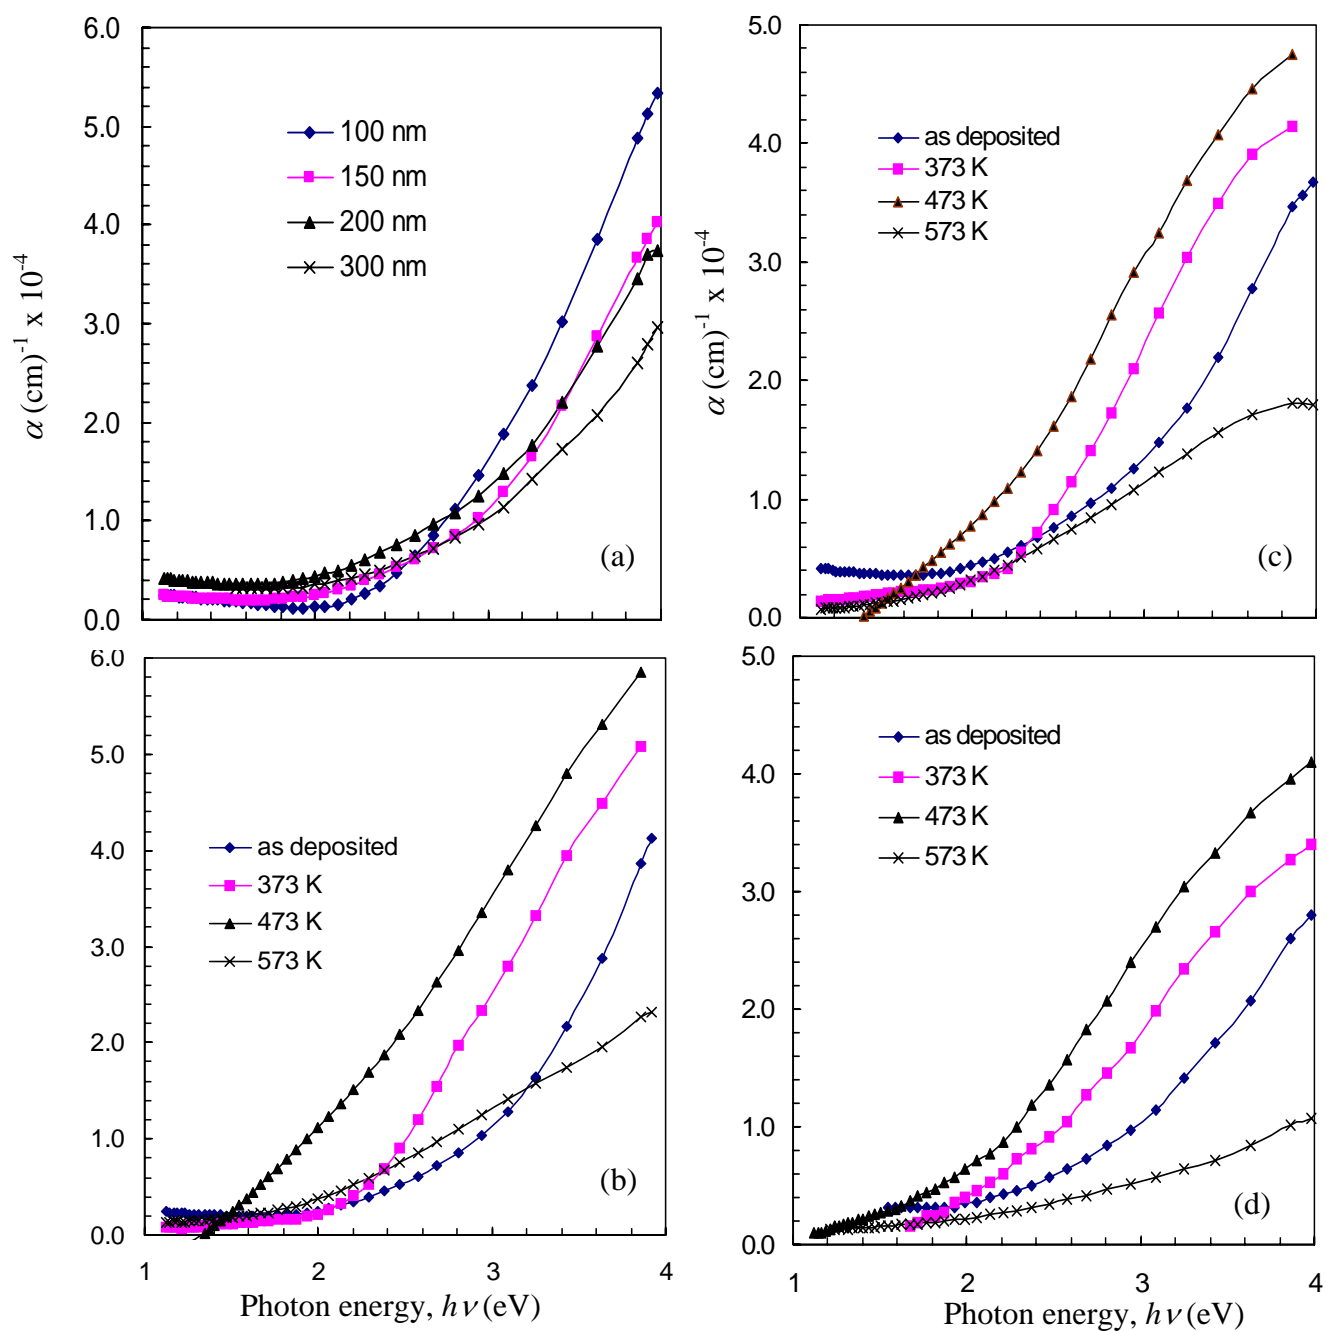 6.0
5.0
4.0
3.0
2.0
1.0
0.0
α (cm)⁻¹ x 10⁻⁴
100 nm
150 nm
200 nm
300 nm
(a)
5.0
4.0
3.0
2.0
1.0
0.0
α (cm)⁻¹ x 10⁻⁴
as deposited
373 K
473 K
573 K
(c)
6.0
5.0
4.0
3.0
2.0
1.0
0.0
as deposited
373 K
473 K
573 K
(b)
1 2 3 4
Photon energy, hν (eV)
5.0
4.0
3.0
2.0
1.0
0.0
as deposited
373 K
473 K
573 K
(d)
1 2 3 4
Photon energy, hν (eV)